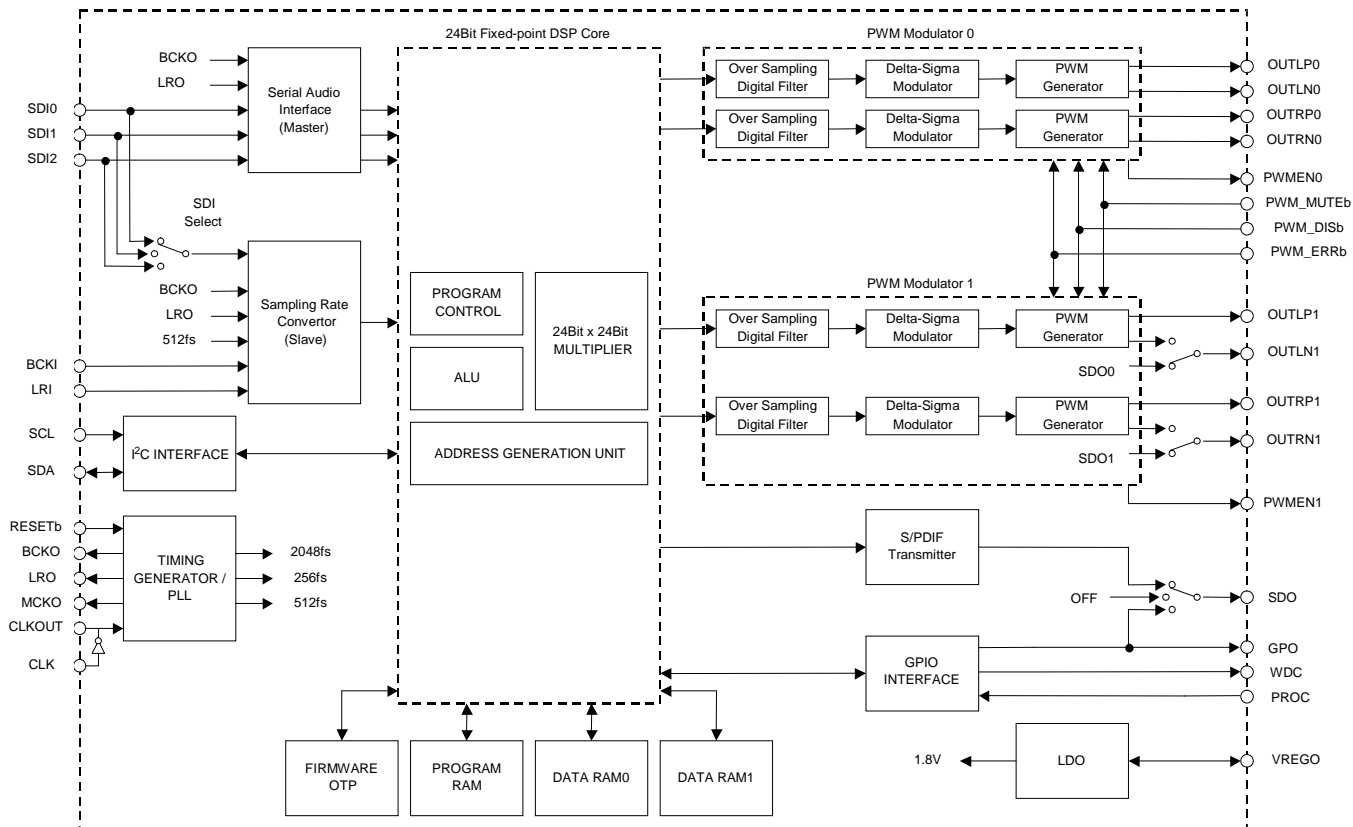 24Bit Fixed-point DSP Core
PWM Modulator 0
BCKO
LRO
SDI0
SDI1
SDI2
Serial Audio
Interface
(Master)
SDI
Select
BCKO
LRO
512fs
BCKI
LRI
Sampling Rate
Convertor
(Slave)
SCL
SDA
I²C INTERFACE
RESETb
BCKO
LRO
MCKO
CLKOUT
CLK
TIMING
GENERATOR /
PLL
2048fs
256fs
512fs
PROGRAM
CONTROL
ALU
24Bit x 24Bit
MULTIPLIER
ADDRESS GENERATION UNIT
FIRMWARE
OTP
PROGRAM
RAM
DATA RAM0
DATA RAM1
Over Sampling
Digital Filter
Delta-Sigma
Modulator
PWM
Generator
Over Sampling
Digital Filter
Delta-Sigma
Modulator
PWM
Generator
OUTLP0
OUTLN0
OUTRP0
OUTRN0
PWMEN0
PWM_MUTEb
PWM_DISb
PWM_ERRb
PWM Modulator 1
Over Sampling
Digital Filter
Delta-Sigma
Modulator
PWM
Generator
SDO0
Over Sampling
Digital Filter
Delta-Sigma
Modulator
PWM
Generator
SDO1
OUTLP1
OUTLN1
OUTRP1
OUTRN1
PWMEN1
S/PDIF
Transmitter
OFF
SDO
GPIO
INTERFACE
GPO
WDC
PROC
1.8V
LDO
VREGO